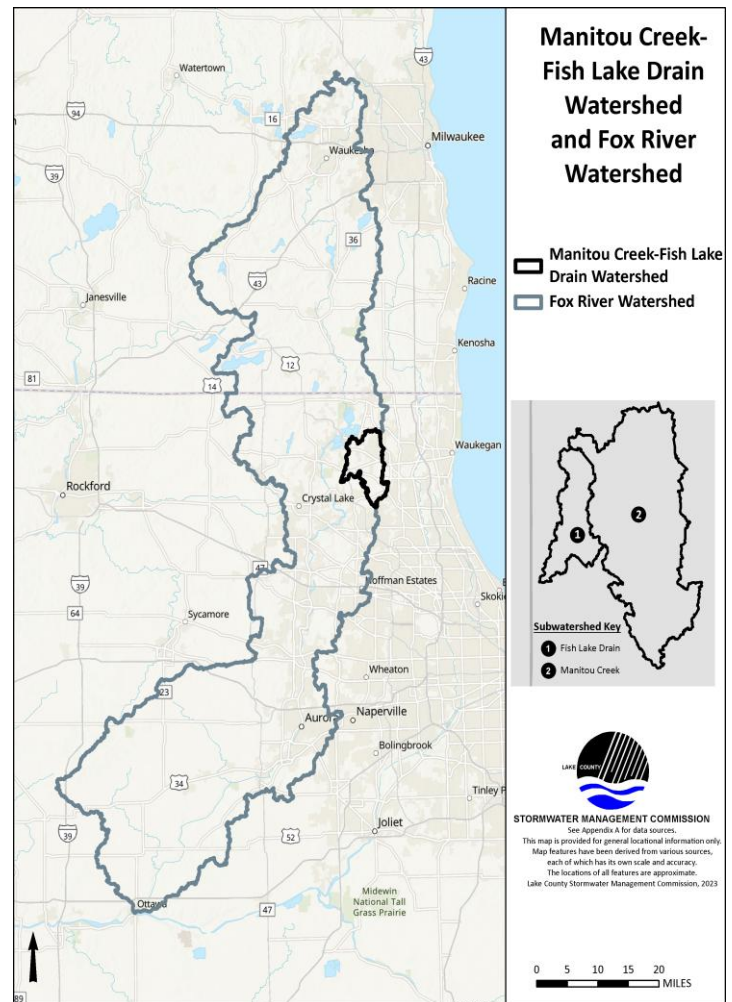 Manitou Creek-
Fish Lake Drain
Watershed
and Fox River
Watershed
Manitou Creek-Fish Lake
Drain Watershed
Fox River Watershed
43
Watertown
94
16
Milwaukee
Waukesha
39
36
43
Racine
Janesville
Kenosha
12
81
14
Waukegan
Rockford
Crystal Lake
47
39
Hoffman Estates
64
Skokie
Sycamore
Wheaton
23
Naperville
Auror
Bolingbrook
34
Tinley P
39
52
Joliet
Midewin
National Tall
Grass Prairie
Ottawa
47
89
1
2
Subwatershed Key
1 Fish Lake Drain
2 Manitou Creek
LAKE COUNTY
STORMWATER MANAGEMENT COMMISSION
See Appendix A for data sources.
This map is provided for general locational information only.
Map features have been derived from various sources,
each of which has its own scale and accuracy.
The locations of all features are approximate.
Lake County Stormwater Management Commission, 2023
0 5 10 15 20
MILES